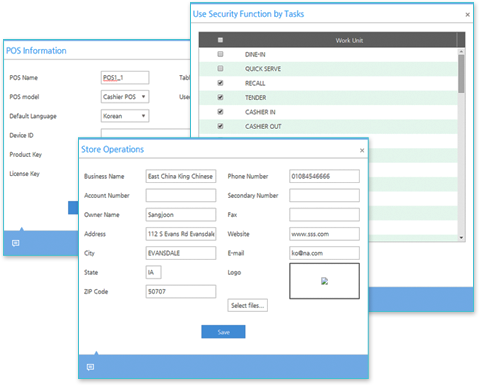 Use Security Function by Tasks
×
Work Unit
DINE-IN
QUICK SERVE
RECALL
TENDER
CASHIER IN
CASHIER OUT
POS Information
POS Name POS1_1
POS model Cashier POS
Default Language Korean
Device ID
Product Key
License Key
Store Operations ×
Business Name East China King Chinese Phone Number 01084546666
Account Number Secondary Number
Owner Name Sangjoon Fax
Address 112 S Evans Rd Evansdale Website www.sss.com
City EVANSDALE E-mail ko@na.com
State IA Logo
ZIP Code 50707
Select files...
Save